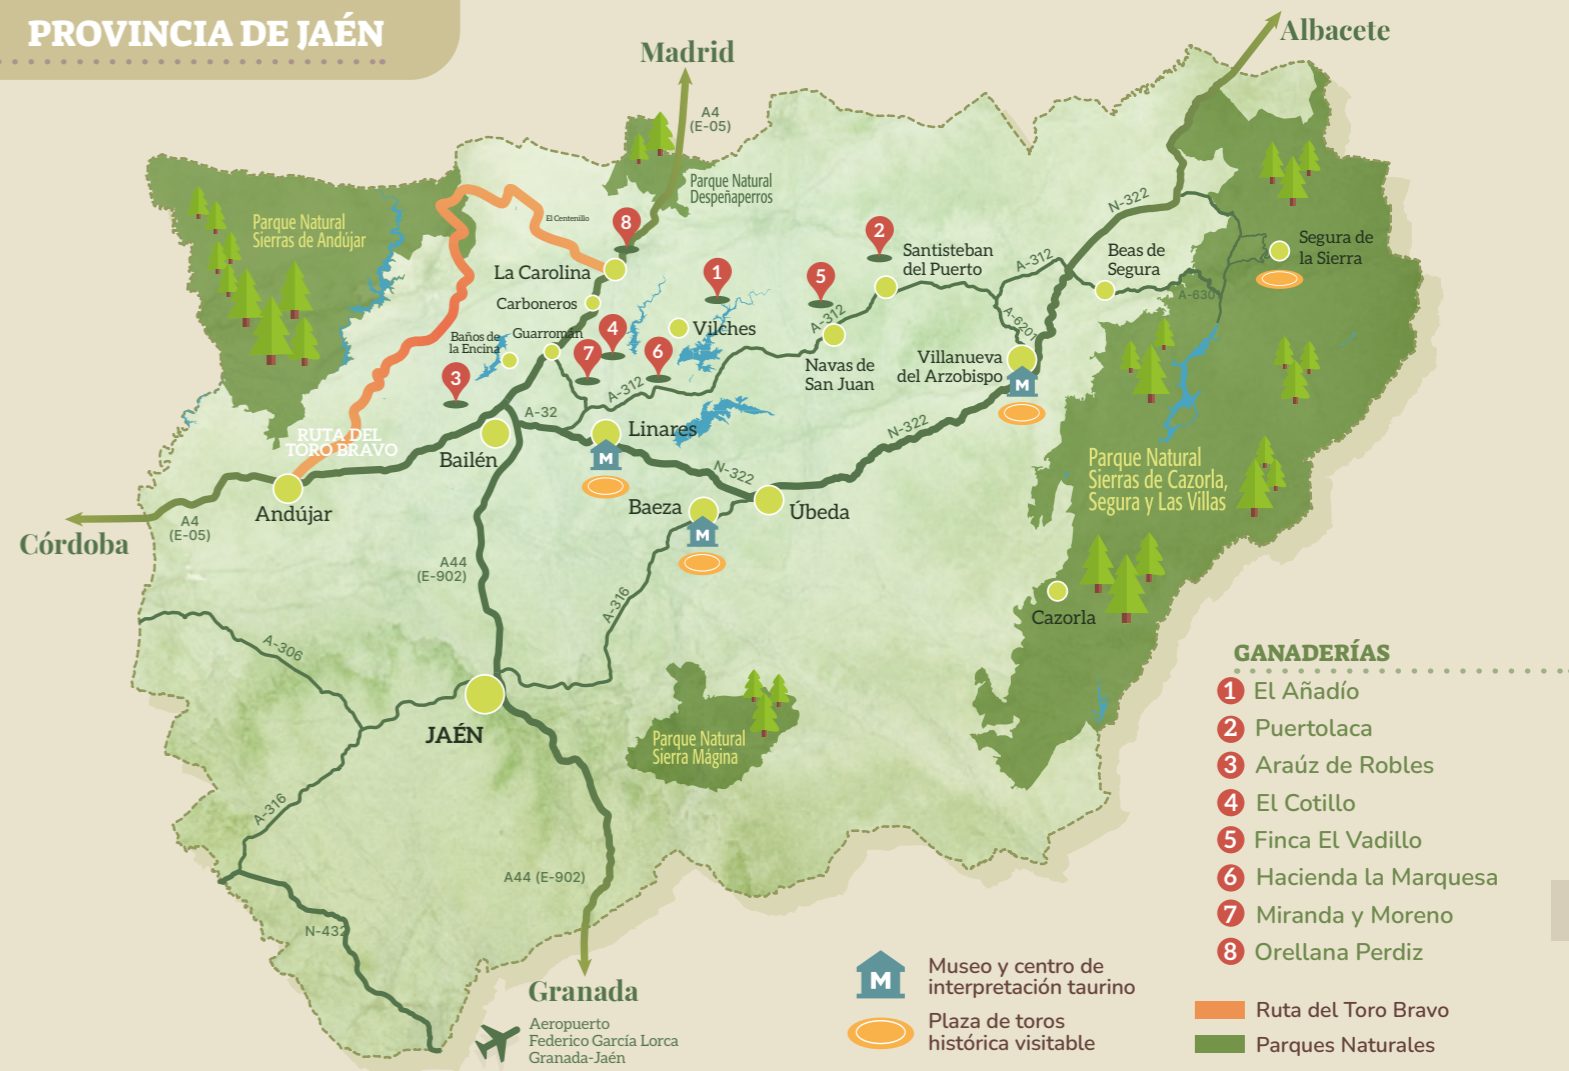 PROVINCIA DE JAÉN
Madrid
Albacete
A4
(E-05)
Parque Natural
Despeñaperros
N-322
Parque Natural
Sierras de Andújar
El Centenillo
8
2
Santisteban
del Puerto
A-312
Beas de
Segura
Segura de
la Sierra
La Carolina
1
5
A-630
Carboneros
A-312
A-6201
Baños de
la Encina
Guarromán
4
Vilches
7
6
Navas de
San Juan
Villanueva
del Arzobispo
M
3
A-312
A-32
RUTA DEL
TORO BRAVO
Linares
N-322
Bailén
M
N-322
Parque Natural
Sierras de Cazorla,
Segura y Las Villas
Andújar
Baeza
Úbeda
M
A4
(E-05)
Córdoba
A44
(E-902)
A-316
Cazorla
A-306
GANADERÍAS
1 El Añadío
2 Puertolaca
3 Araúz de Robles
4 El Cotillo
5 Finca El Vadillo
6 Hacienda la Marquesa
7 Miranda y Moreno
8 Orellana Perdiz
JAÉN
Parque Natural
Sierra Mágina
A-316
A44 (E-902)
N-432
Granada
Aeropuerto
Federico García Lorca
Granada-Jaén
M
Museo y centro de
interpretación taurino
Plaza de toros
histórica visitable
Ruta del Toro Bravo
Parques Naturales